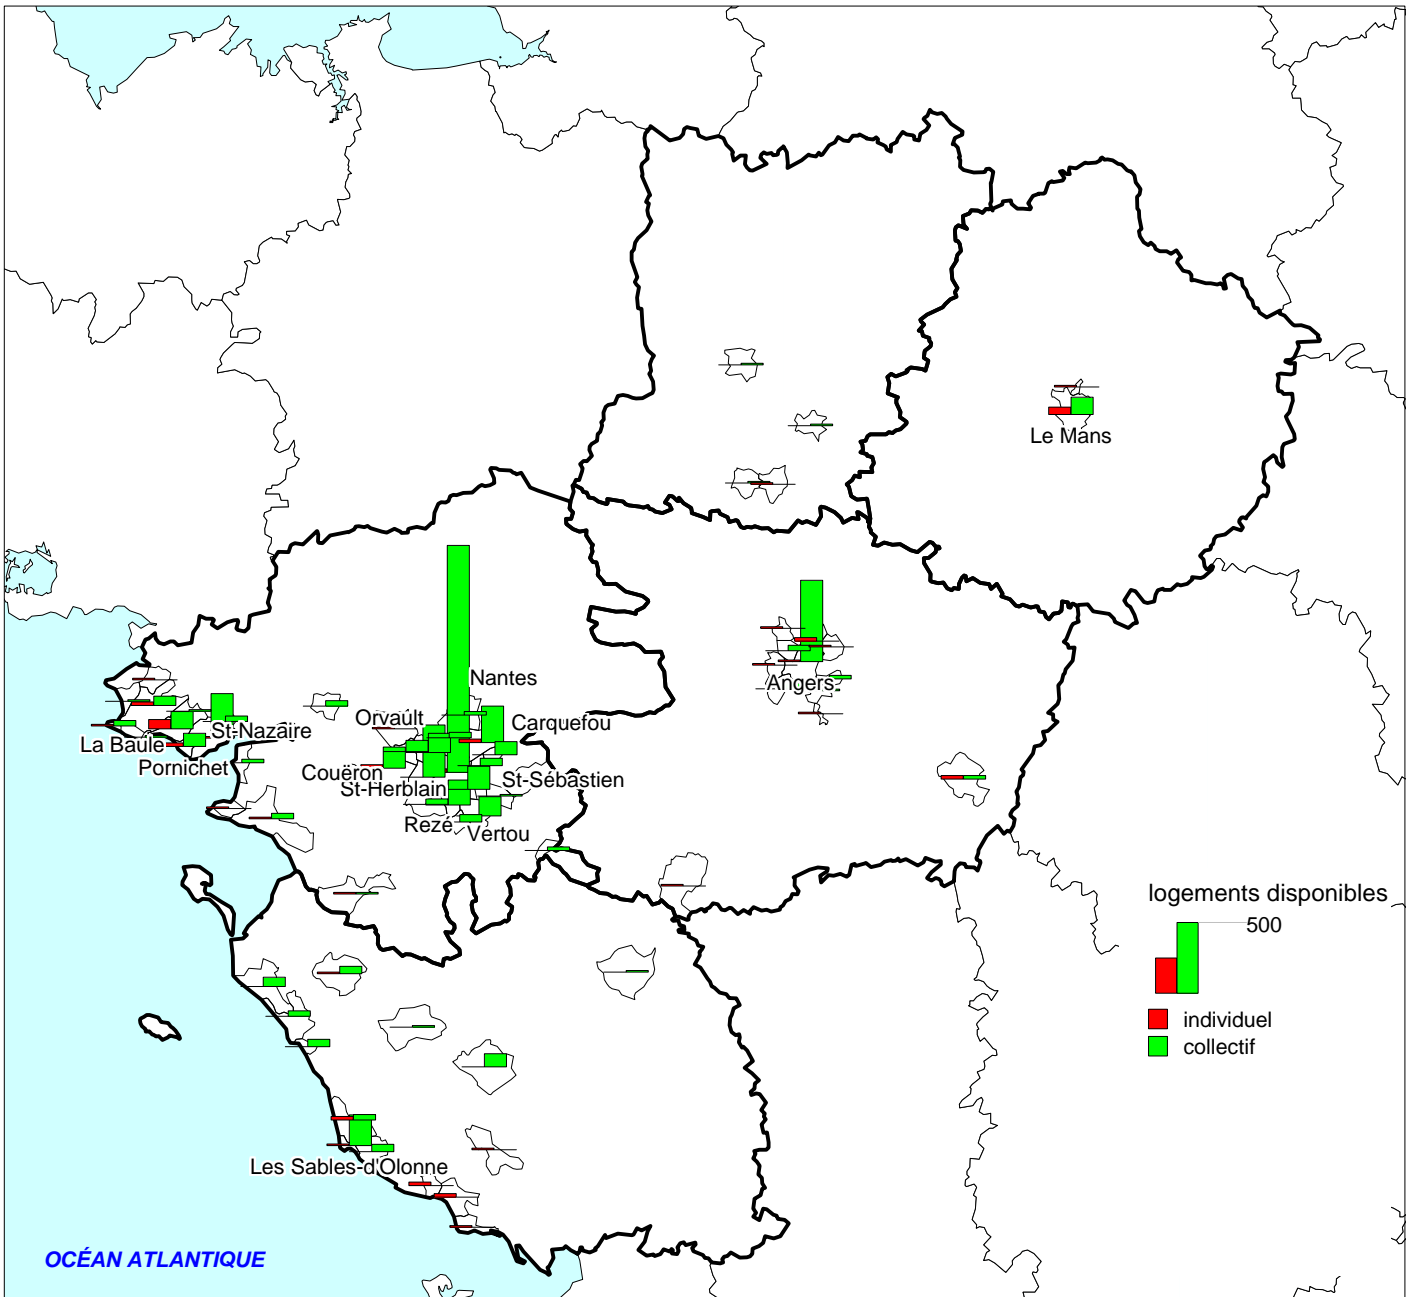 Le Mans
Nantes
Angers
Orvault
Carquefou
St-Nazaire
La Baule
Pornichet
Couëron
St-Sébastien
St-Herblain
Rezé
Vertou
logements disponibles
500
individuel
collectif
Les Sables-d'Olonne
OCÉAN ATLANTIQUE